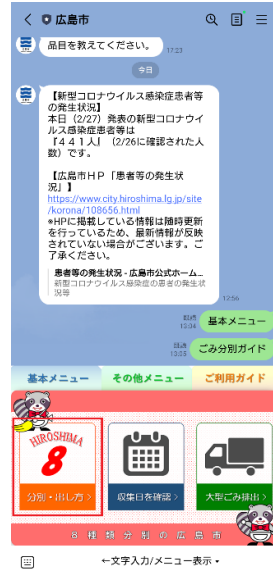 広島市
品目を教えてください。
17:23
今日
【新型コロナウイルス感染症患者等
の発生状況】
本日（2/27）発表の新型コロナウイ
ルス感染症患者等は
『４４１人』（2/26に確認された人
数）です。
【広島市ＨＰ「患者等の発生状
況」】
https://www.city.hiroshima.lg.jp/site
/korona/108656.html
*HPに掲載している情報は随時更新
を行っているため、最新情報が反映
されていない場合がございます。ご
了承ください。
患者等の発生状況 - 広島市公式ホーム...
新型コロナウイルス感染症の患者の発生状
況等
12:56
既読
13:04
基本メニュー
既読
13:05
ごみ分別ガイド
基本メニュー
その他メニュー
ご利用ガイド
HIROSHIMA
8
分別・出し方>
収集日を確認>
大型ごみ排出>
8種類分別の広島市
←文字入力/メニュー表示▾